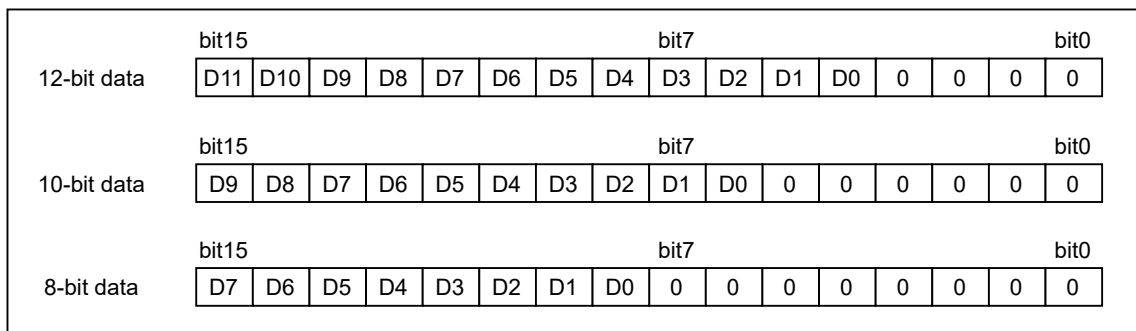 bit15 bit7 bit0
12-bit data D11 D10 D9 D8 D7 D6 D5 D4 D3 D2 D1 D0 0 0 0 0
bit15 bit7 bit0
10-bit data D9 D8 D7 D6 D5 D4 D3 D2 D1 D0 0 0 0 0 0 0
bit15 bit7 bit0
8-bit data D7 D6 D5 D4 D3 D2 D1 D0 0 0 0 0 0 0 0 0